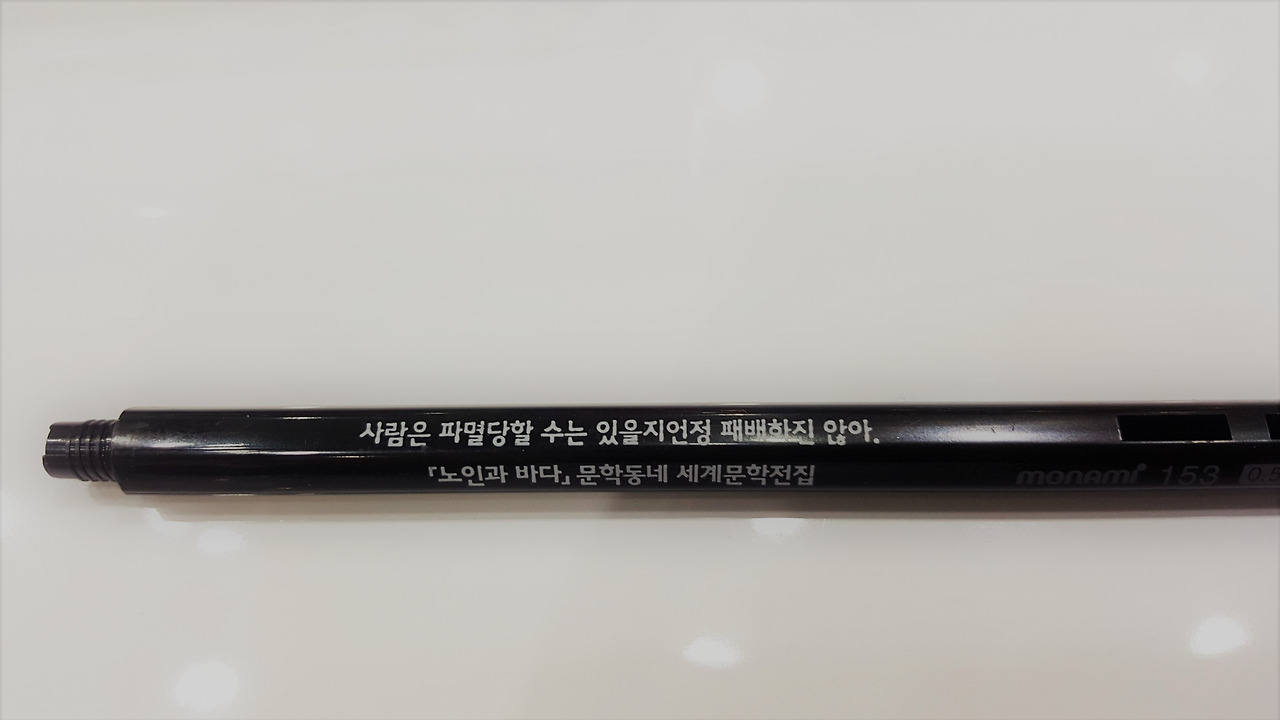 사람은 파멸당할 수는 있을지언정 패배하진 않아.
「노인과 바다」 문학동네 세계문학전집
monami 153